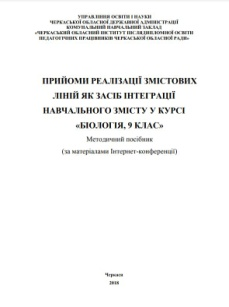 УПРАВЛІННЯ ОСВІТИ І НАУКИ
ЧЕРКАСЬКОЇ ОБЛАСНОЇ ДЕРЖАВНОЇ АДМІНІСТРАЦІЇ
КОМУНАЛЬНИЙ НАВЧАЛЬНИЙ ЗАКЛАД
«ЧЕРКАСЬКИЙ ОБЛАСНИЙ ІНСТИТУТ ПІСЛЯДИПЛОМНОЇ ОСВІТИ
ПЕДАГОГІЧНИХ ПРАЦІВНИКІВ ЧЕРКАСЬКОЇ ОБЛАСНОЇ РАДИ»
ПРИЙОМИ РЕАЛІЗАЦІЇ ЗМІСТОВИХ
ЛІНІЙ ЯК ЗАСІБ ІНТЕГРАЦІЇ
НАВЧАЛЬНОГО ЗМІСТУ У КУРСІ
«БІОЛОГІЯ, 9 КЛАС»
Методичний посібник
(за матеріалами Інтернет-конференції)
Черкаси
2018